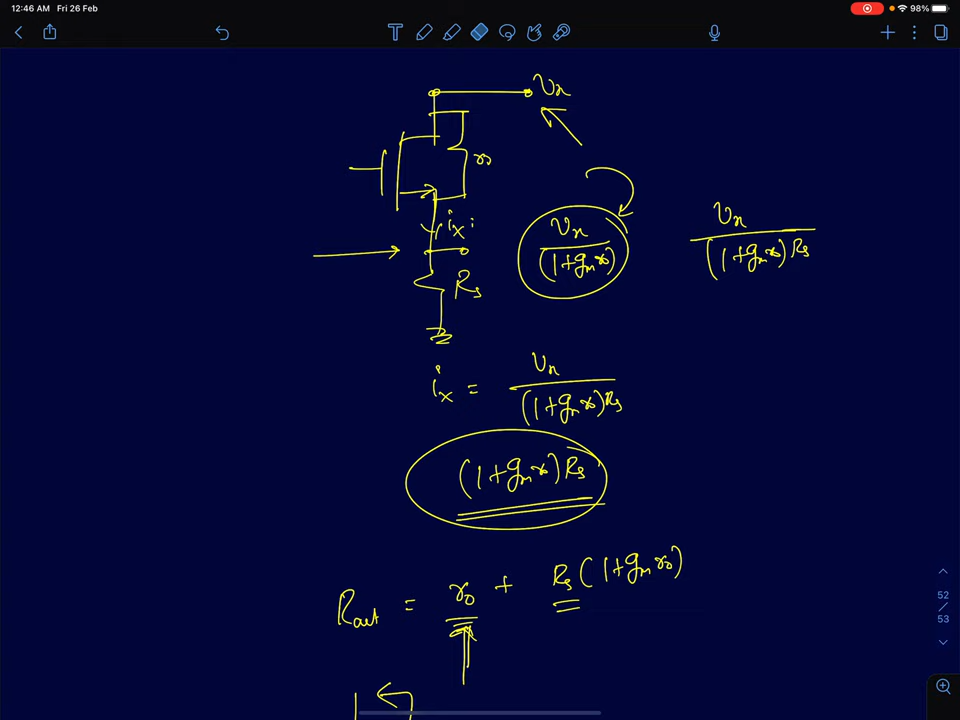 12:46 AM Fri 26 Feb
98%
Vx
ro
ix i
Vx / (1+gmro)
Vx / (1+gmro)Rs
Rs
ix = Vx / (1+gmro)Rs
(1+gmro)Rs
Rout = ro + Rs(1+gmro)
52
/
53